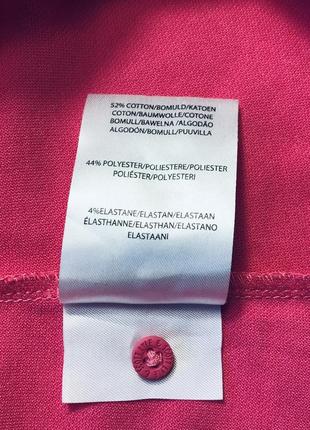 52% COTTON/BOMULD/KATOEN
COTON/BAUMWOLLE/COTONE
BOMULL/BAWEŁNA/ALGODÃO
ALGODÓN/BOMULL/PUUVILLA
44% POLYESTER/POLIESTERE/POLIESTER
POLIÉSTER/POLYESTERI
4%ELASTANE/ELASTAN/ELASTAAN
ÉLASTHANNE/ELASTHAN/ELASTANO
ELASTAANI